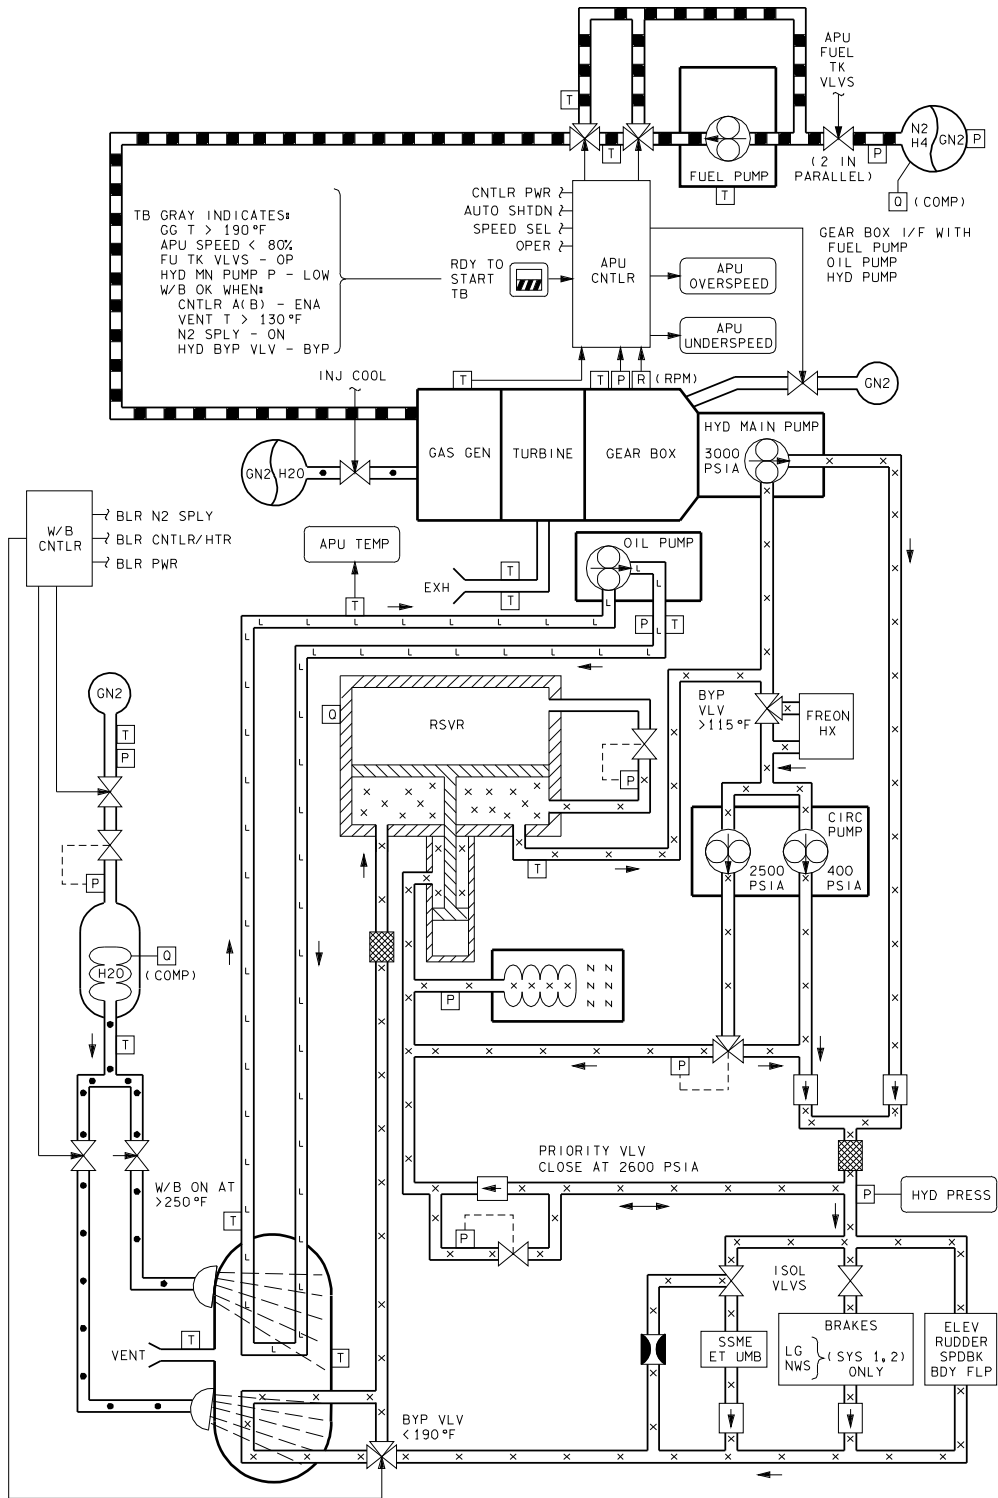 APU
FUEL
TK
VLVS
T
N2
H4
GN2
P
T
P
(2 IN
PARALLEL)
FUEL PUMP
T
Q (COMP)
TB GRAY INDICATES:
GG T > 190°F
APU SPEED < 80%
FU TK VLVS - OP
HYD MN PUMP P - LOW
W/B OK WHEN:
CNTLR A(B) - ENA
VENT T > 130°F
N2 SPLY - ON
HYD BYP VLV - BYP
CNTLR PWR
AUTO SHTDN
SPEED SEL
OPER
RDY TO
START
TB
APU
CNTLR
APU
OVERSPEED
APU
UNDERSPEED
GEAR BOX I/F WITH
FUEL PUMP
OIL PUMP
HYD PUMP
INJ COOL
T
T
P
R (RPM)
GN2
GN2
H2O
GAS GEN
TURBINE
GEAR BOX
HYD MAIN PUMP
3000
PSIA
W/B
CNTLR
BLR N2 SPLY
BLR CNTLR/HTR
BLR PWR
APU TEMP
OIL PUMP
EXH
T
T
T
P
T
GN2
T
P
Q
RSVR
P
BYP
VLV
>115°F
FREON
HX
CIRC
PUMP
2500
PSIA
400
PSIA
T
P
H2O
Q
(COMP)
T
P
N N N
N N N
N N N
P
PRIORITY VLV
CLOSE AT 2600 PSIA
P
HYD PRESS
W/B ON AT
>250°F
T
P
ISOL
VLVS
VENT
T
T
SSME
ET UMB
BRAKES
LG
NWS
(SYS 1,2)
ONLY
ELEV
RUDDER
SPDBK
BDY FLP
BYP VLV
<190°F